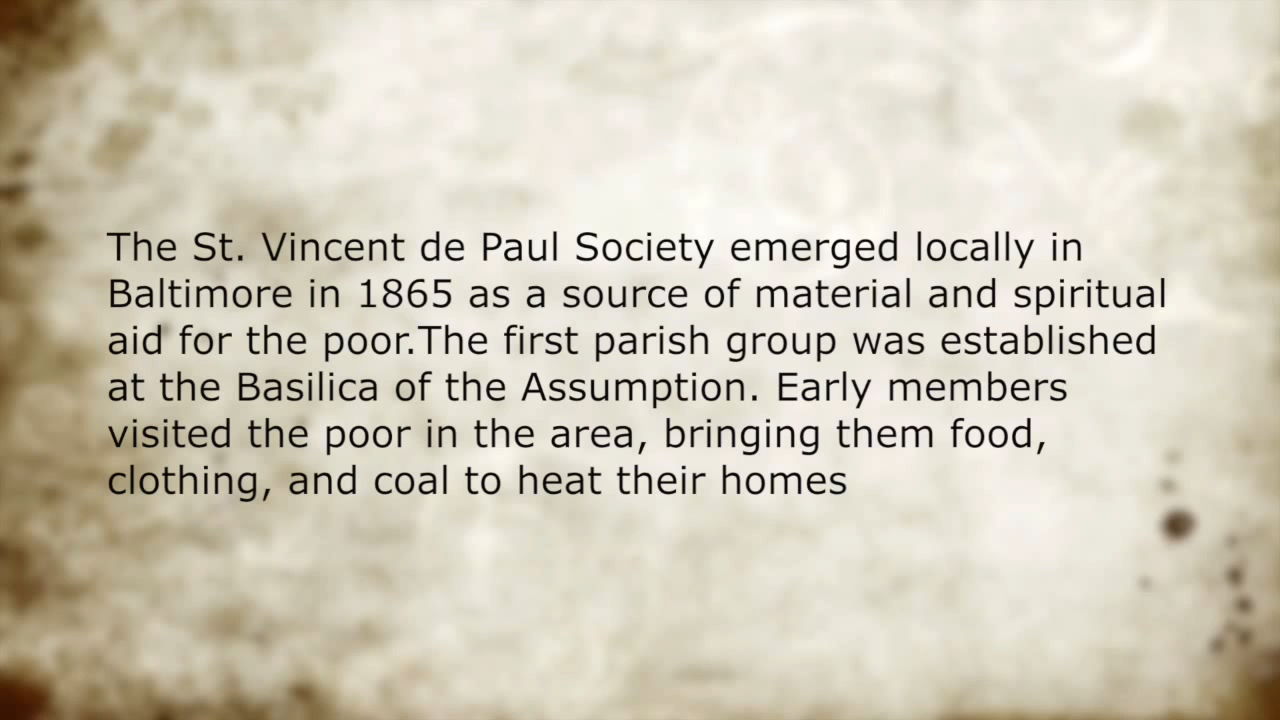 The St. Vincent de Paul Society emerged locally in
Baltimore in 1865 as a source of material and spiritual
aid for the poor.The first parish group was established
at the Basilica of the Assumption. Early members
visited the poor in the area, bringing them food,
clothing, and coal to heat their homes